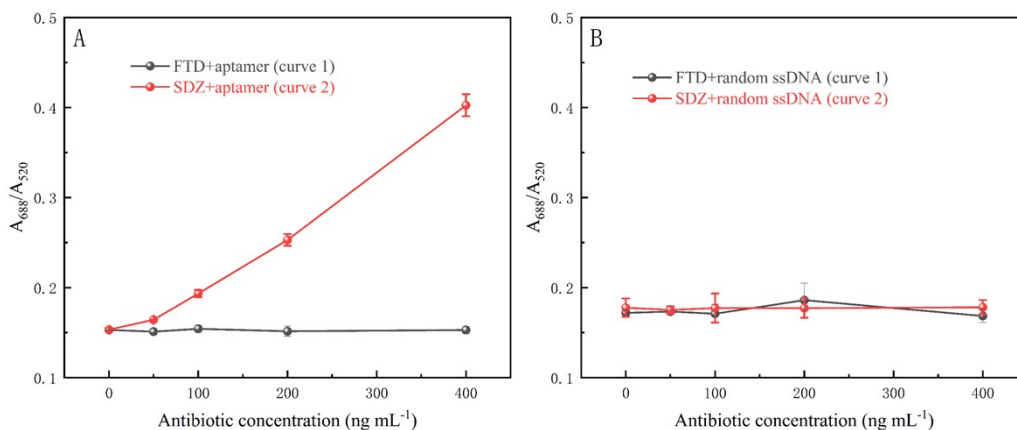 A
FTD+aptamer (curve 1)
SDZ+aptamer (curve 2)
0.5
0.4
0.3
0.2
0.1
A688/A520
0
100
200
300
400
Antibiotic concentration (ng mL-1)
B
FTD+random ssDNA (curve 1)
SDZ+random ssDNA (curve 2)
0.5
0.4
0.3
0.2
0.1
A688/A520
0
100
200
300
400
Antibiotic concentration (ng mL-1)